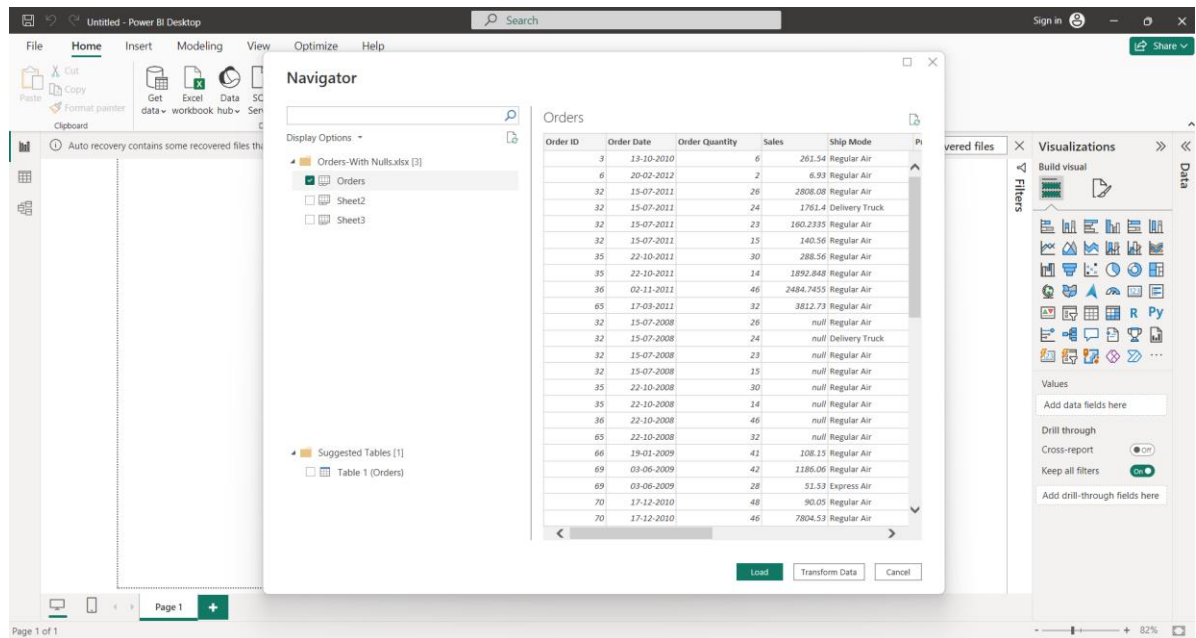 Untitled - Power BI Desktop
Search
Sign in
File Home Insert Modeling View Optimize Help
Share
Paste
Cut
Copy
Format painter
Clipboard
Get data
Excel workbook
Data hub
Auto recovery contains some recovered files
Navigator
Display Options
Orders-With Nulls.xlsx [3]
Orders
Sheet2
Sheet3
Suggested Tables [1]
Table 1 (Orders)
Orders
Order ID Order Date Order Quantity Sales Ship Mode
3 13-10-2010 6 261.54 Regular Air
6 20-02-2012 2 6.93 Regular Air
32 15-07-2011 26 2808.08 Regular Air
32 15-07-2011 24 1761.4 Delivery Truck
32 15-07-2011 23 160.2335 Regular Air
32 15-07-2011 15 140.56 Regular Air
35 22-10-2011 30 288.56 Regular Air
35 22-10-2011 14 1892.848 Regular Air
36 02-11-2011 46 2484.7455 Regular Air
65 17-03-2011 32 3812.73 Regular Air
32 15-07-2008 26 null Regular Air
32 15-07-2008 24 null Delivery Truck
32 15-07-2008 23 null Regular Air
32 15-07-2008 15 null Regular Air
35 22-10-2008 30 null Regular Air
35 22-10-2008 14 null Regular Air
36 22-10-2008 46 null Regular Air
65 22-10-2008 32 null Regular Air
66 19-01-2009 41 108.15 Regular Air
69 03-06-2009 42 1186.06 Regular Air
69 03-06-2009 28 51.53 Express Air
70 17-12-2010 48 90.05 Regular Air
70 17-12-2010 46 7804.53 Regular Air
Load Transform Data Cancel
vered files
Filters
Visualizations
Build visual
R Py
123
Values
Add data fields here
Drill through
Cross-report Off
Keep all filters On
Add drill-through fields here
Data
Page 1
Page 1 of 1
82%